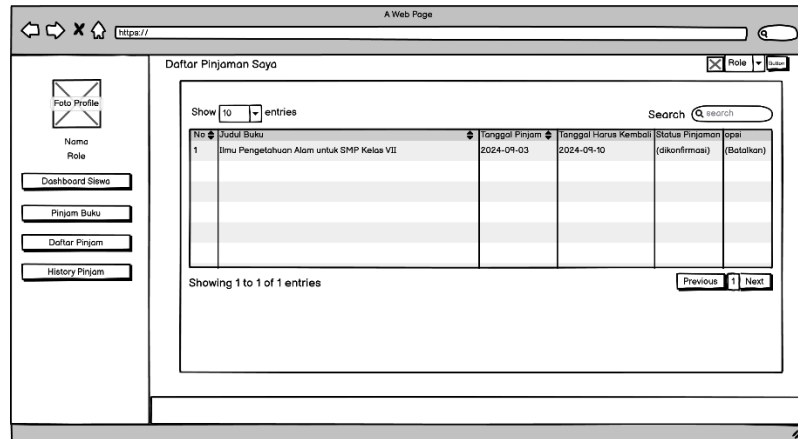 A Web Page
https://
Daftar Pinjaman Saya
Role
Button
Foto Profile
Nama
Role
Dashboard Siswa
Pinjam Buku
Daftar Pinjam
History Pinjam
Show 10 entries
Search search
No Judul Buku Tanggal Pinjam Tanggal Harus Kembali Status Pinjaman opsi
1 Ilmu Pengetahuan Alam untuk SMP Kelas VII 2024-09-03 2024-09-10 (dikonfirmasi) (Batalkan)
Showing 1 to 1 of 1 entries
Previous 1 Next